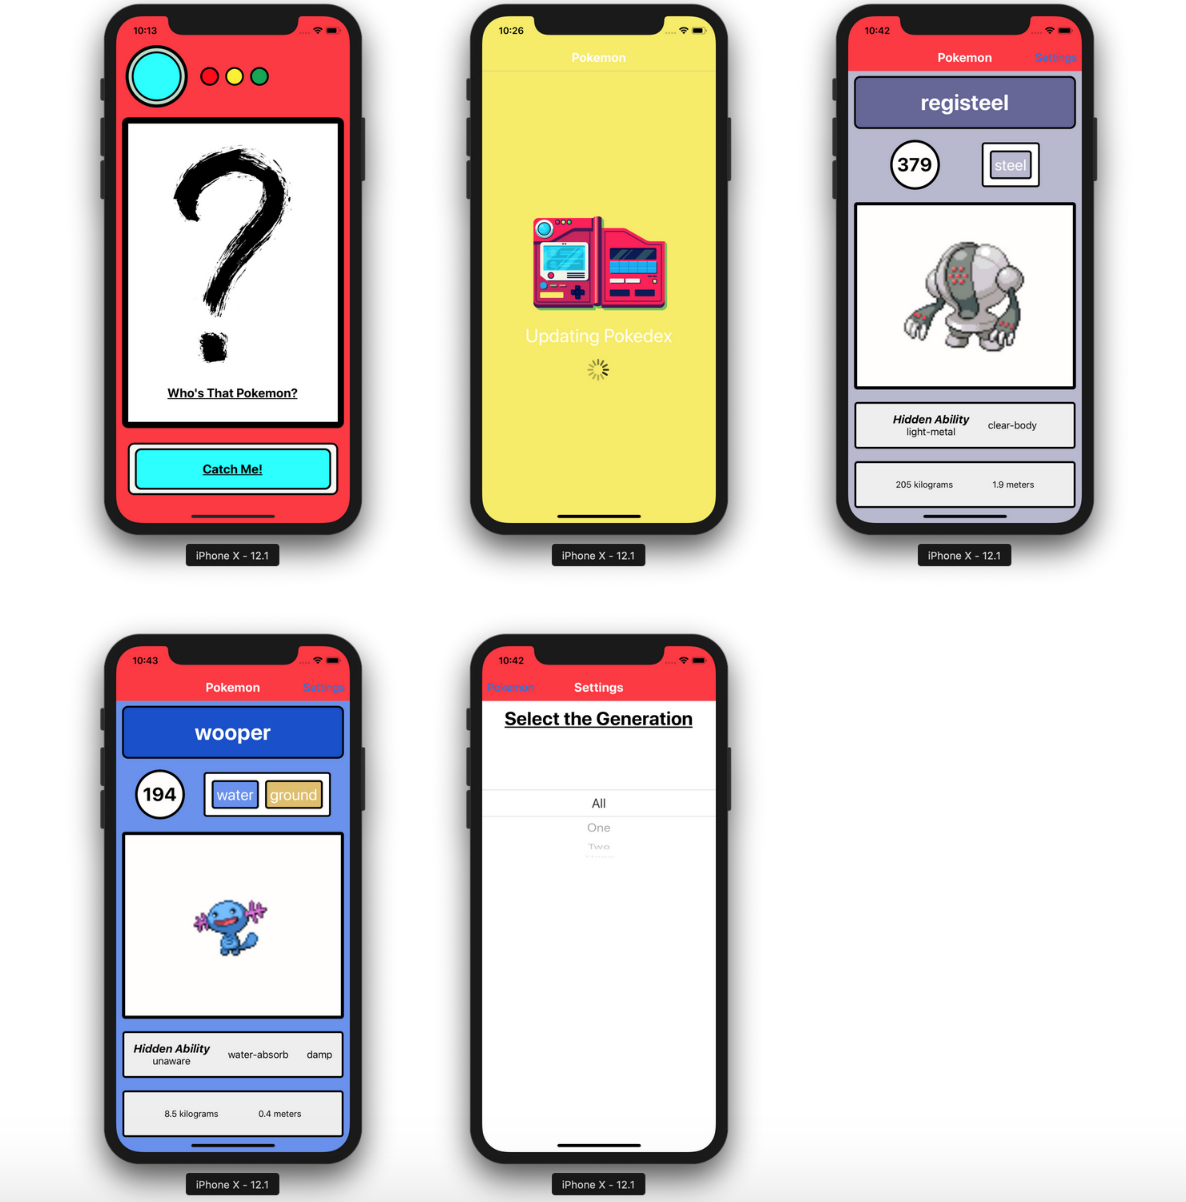 10:13
Who's That Pokemon?
Catch Me!
iPhone X - 12.1
10:26
Pokemon
Updating Pokedex
iPhone X - 12.1
10:42
Pokemon
Settings
registeel
379
steel
Hidden Ability
light-metal
clear-body
205 kilograms
1.9 meters
iPhone X - 12.1
10:43
Pokemon
Settings
wooper
194
water
ground
Hidden Ability
unaware
water-absorb
damp
8.5 kilograms
0.4 meters
iPhone X - 12.1
10:42
Pokemon
Settings
Select the Generation
All
One
Two
iPhone X - 12.1